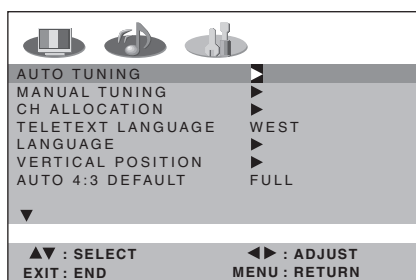 AUTO TUNING ▶
MANUAL TUNING ▶
CH ALLOCATION ▶
TELETEXT LANGUAGE WEST
LANGUAGE ▶
VERTICAL POSITION ▶
AUTO 4:3 DEFAULT FULL
▼
▲▼ : SELECT ◀▶ : ADJUST
EXIT : END MENU : RETURN